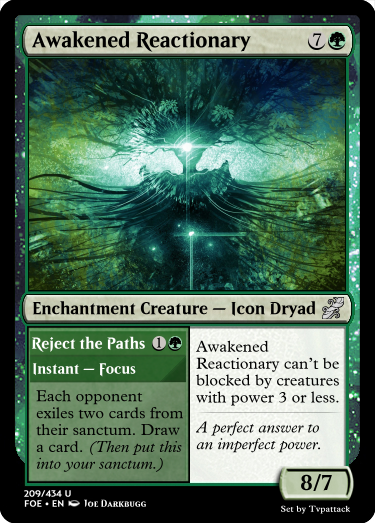 Awakened Reactionary 7
Enchantment Creature — Icon Dryad
Reject the Paths 1
Instant — Focus
Each opponent
exiles two cards from
their sanctum. Draw
a card. (Then put this
into your sanctum.)
Awakened
Reactionary can't be
blocked by creatures
with power 3 or less.
A perfect answer to
an imperfect power.
8/7
209/434 U
FOE • EN Joe Darkbugg
Set by Tvpattack